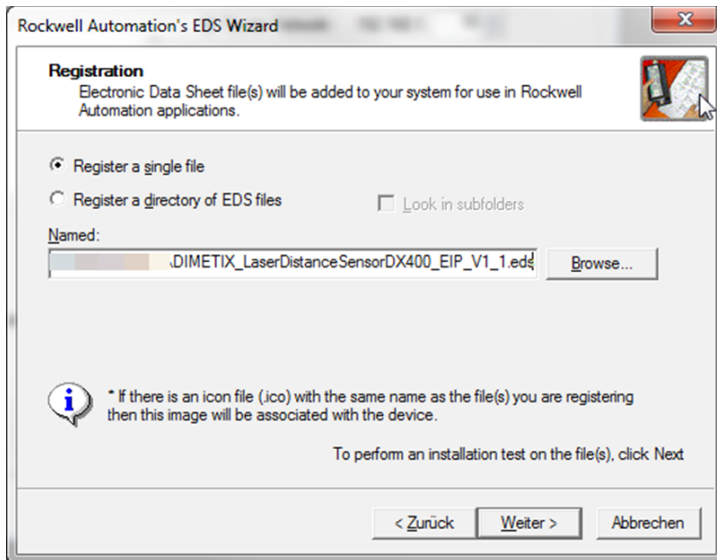 Rockwell Automation's EDS Wizard
Registration
Electronic Data Sheet file(s) will be added to your system for use in Rockwell
Automation applications.
Register a single file
Register a directory of EDS files
Look in subfolders
Named:
\DIMETIX_LaserDistanceSensorDX400_EIP_V1_1.eds
Browse...
* If there is an icon file (.ico) with the same name as the file(s) you are registering
then this image will be associated with the device.
To perform an installation test on the file(s), click Next
< Zurück
Weiter >
Abbrechen